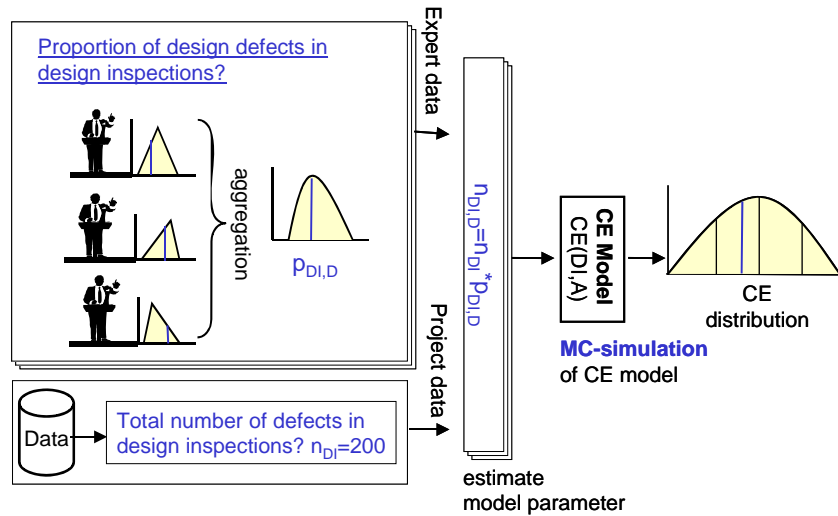 Proportion of design defects in
design inspections?
aggregation
pDI,D
Expert data
Data
Total number of defects in
design inspections? nDI=200
Project data
nDI,D=nDI*pDI,D
estimate
model parameter
CE Model
CE(DI,A)
MC-simulation
of CE model
CE
distribution